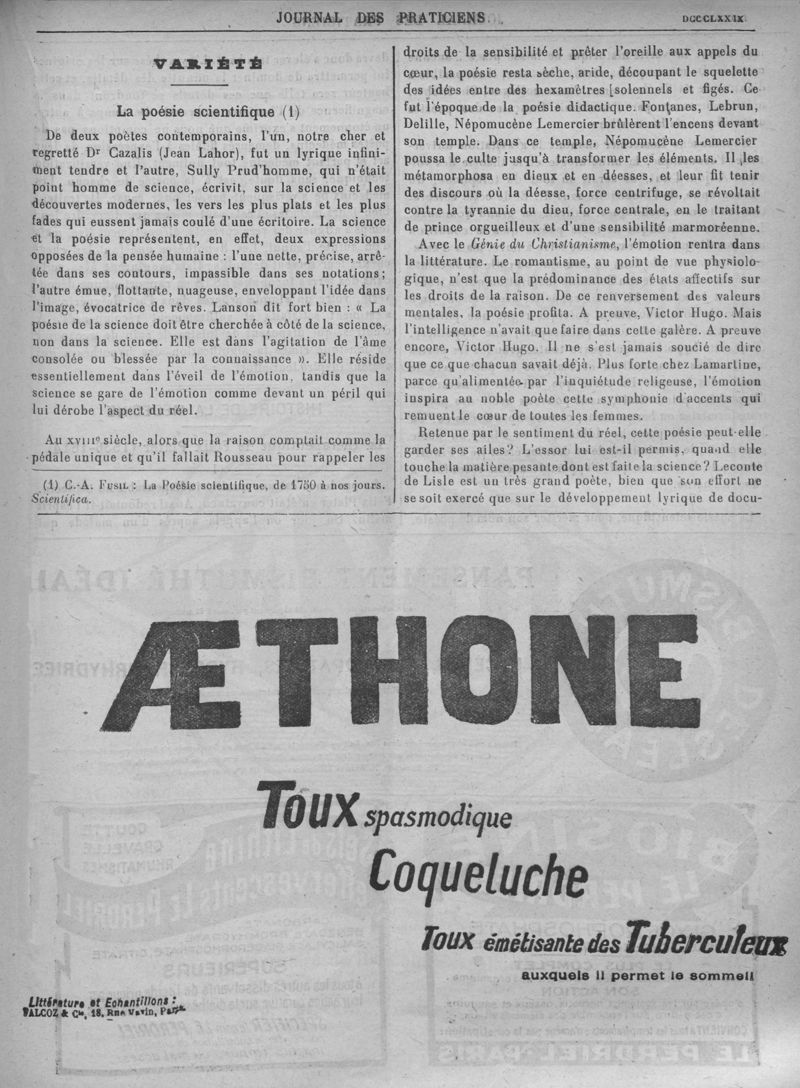 JOURNAL DES PRATICIENS.
DCCCLXXIX
VARIÉTÉ
La poésie scientifique (1)
De deux poètes contemporains, l'un, notre cher et
regretté Dr Cazalis (Jean Lahor), fut un lyrique infini-
ment tendre et l'autre, Sully Prud'homme, qui n'était
point homme de science, écrivit, sur la science et les
découvertes modernes, les vers les plus plats et les plus
fades qui eussent jamais coulé d'une écritoire. La science
et la poésie représentent, en effet, deux expressions
opposées de la pensée humaine : l'une nette, précise, arrê-
tée dans ses contours, impassible dans ses notations;
l'autre émue, flottante, nuageuse, enveloppant l'idée dans
l'image, évocatrice de rêves. Lanson dit fort bien : « La
poésie de la science doit être cherchée à côté de la science,
non dans la science. Elle est dans l'agitation de l'âme
consolée ou blessée par la connaissance ». Elle réside
essentiellement dans l'éveil de l'émotion, tandis que la
science se gare de l'émotion comme devant un péril qui
lui dérobe l'aspect du réel.
Au XVIIIe siècle, alors que la raison comptait comme la
pédale unique et qu'il fallait Rousseau pour rappeler les
(1) C.-A. FUSIL : La Poésie scientifique, de 1750 à nos jours.
Scientifica.
droits de la sensibilité et prêter l'oreille aux appels du
cœur, la poésie resta sèche, aride, découpant le squelette
des idées entre des hexamètres [solennels et figés. Ce
fut l'époque de la poésie didactique. Fontanes, Lebrun,
Delille, Népomucène Lemercier brûlèrent l'encens devant
son temple. Dans ce temple, Népomucène Lemercier
poussa le culte jusqu'à transformer les éléments. Il les
métamorphosa en dieux et en déesses, et leur fit tenir
des discours où la déesse, force centrifuge, se révoltait
contre la tyrannie du dieu, force centrale, en le traitant
de prince orgueilleux et d'une sensibilité marmoréenne.
Avec le Génie du Christianisme, l'émotion rentra dans
la littérature. Le romantisme, au point de vue physiolo-
gique, n'est que la prédominance des états affectifs sur
les droits de la raison. De ce renversement des valeurs
mentales, la poésie profita. A preuve, Victor Hugo. Mais
l'intelligence n'avait que faire dans cette galère. A preuve
encore, Victor Hugo. Il ne s'est jamais soucié de dire
que ce que chacun savait déjà. Plus forte chez Lamartine,
parce qu'alimentée par l'inquiétude religeuse, l'émotion
inspira au noble poète cette symphonie d'accents qui
remuent le cœur de toutes les femmes.
Retenue par le sentiment du réel, cette poésie peut-elle
garder ses ailes? L'essor lui est-il permis, quand elle
touche la matière pesante dont est faite la science? Leconte
de Lisle est un très grand poète, bien que son effort ne
se soit exercé que sur le développement lyrique de docu-
ÆTHONE
Toux spasmodique
Coqueluche
Toux émétisante des Tuberculeux
auxquels il permet le sommeil
Littérature et Echantillons :
FALCOZ & Cie, 18, Rue Vavin, Paris